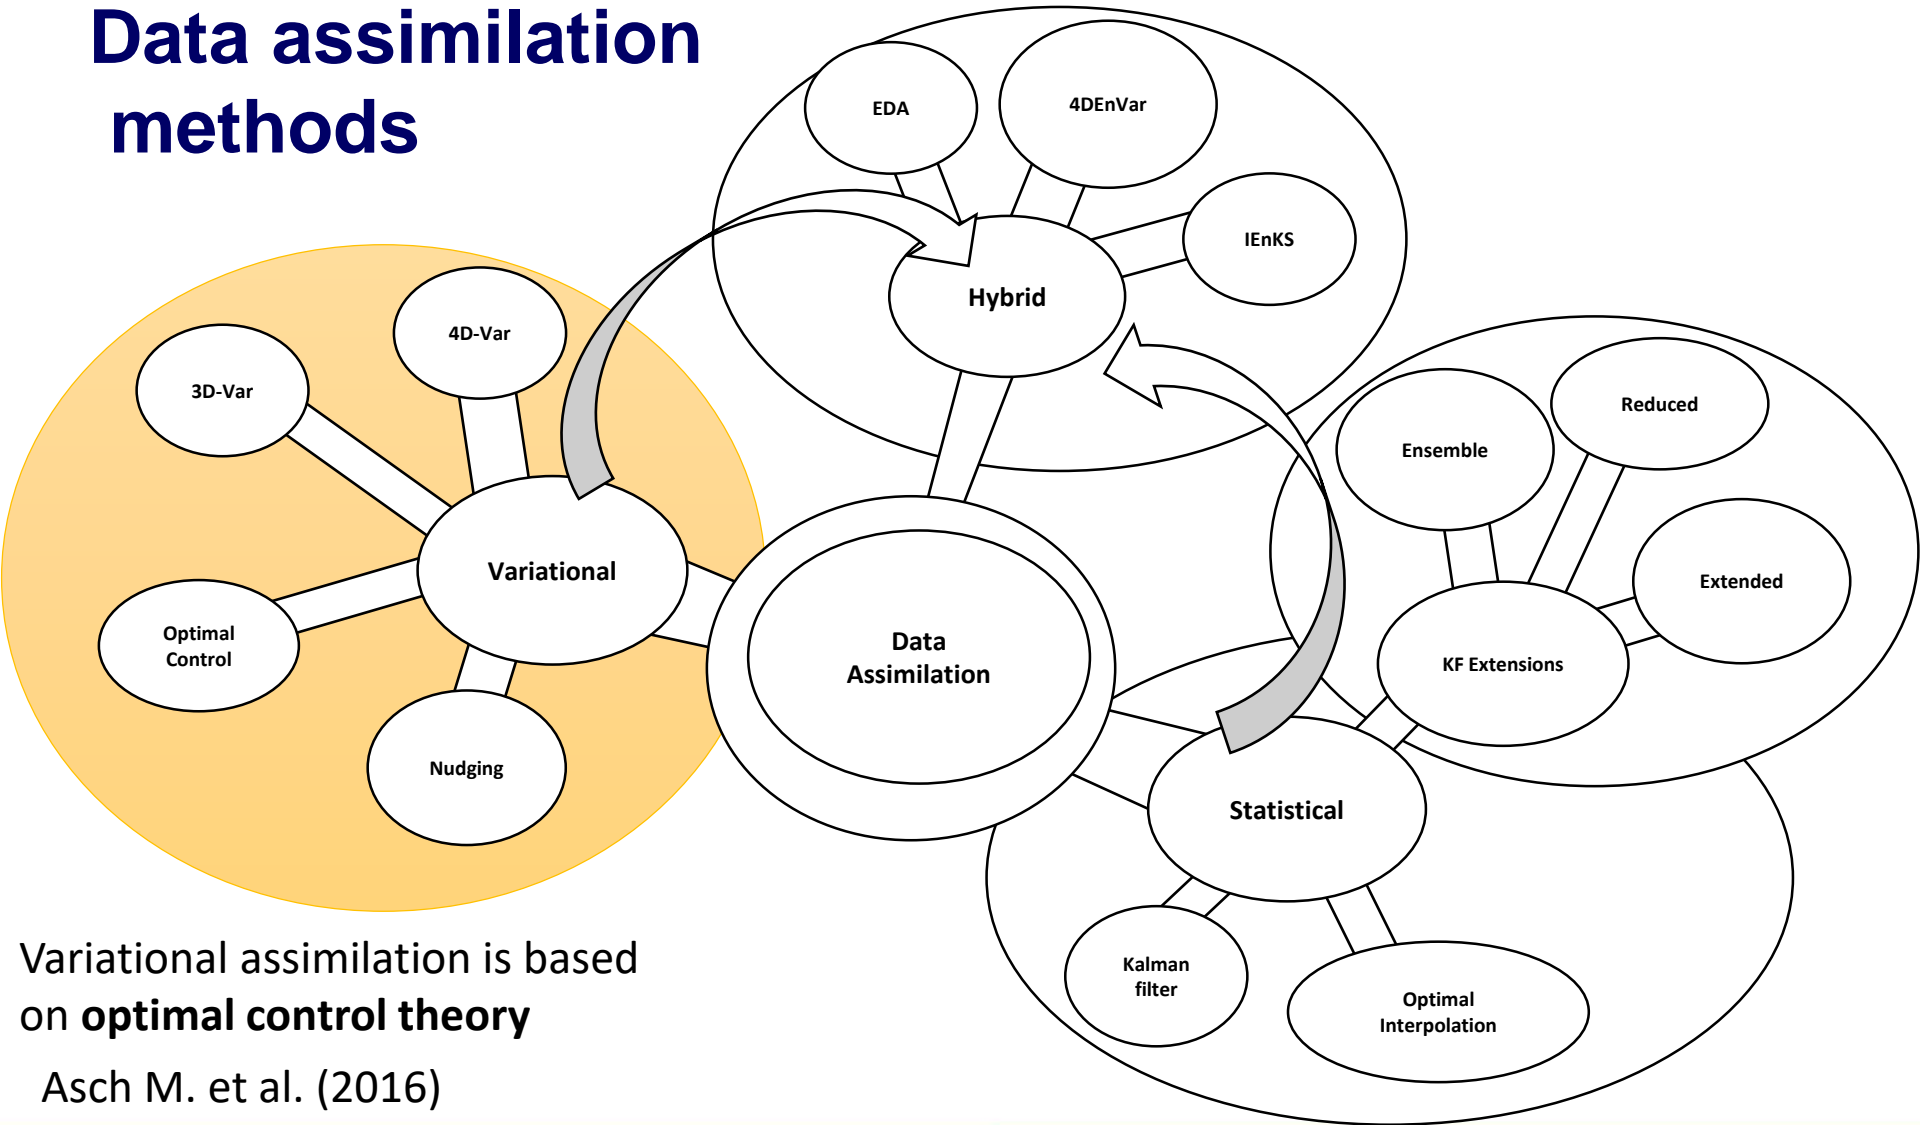 Data assimilation
methods
EDA
4DEnVar
IEnKS
Hybrid
4D-Var
3D-Var
Variational
Optimal
Control
Nudging
Data
Assimilation
Ensemble
Reduced
Extended
KF Extensions
Statistical
Kalman
filter
Optimal
Interpolation
Variational assimilation is based
on optimal control theory
Asch M. et al. (2016)